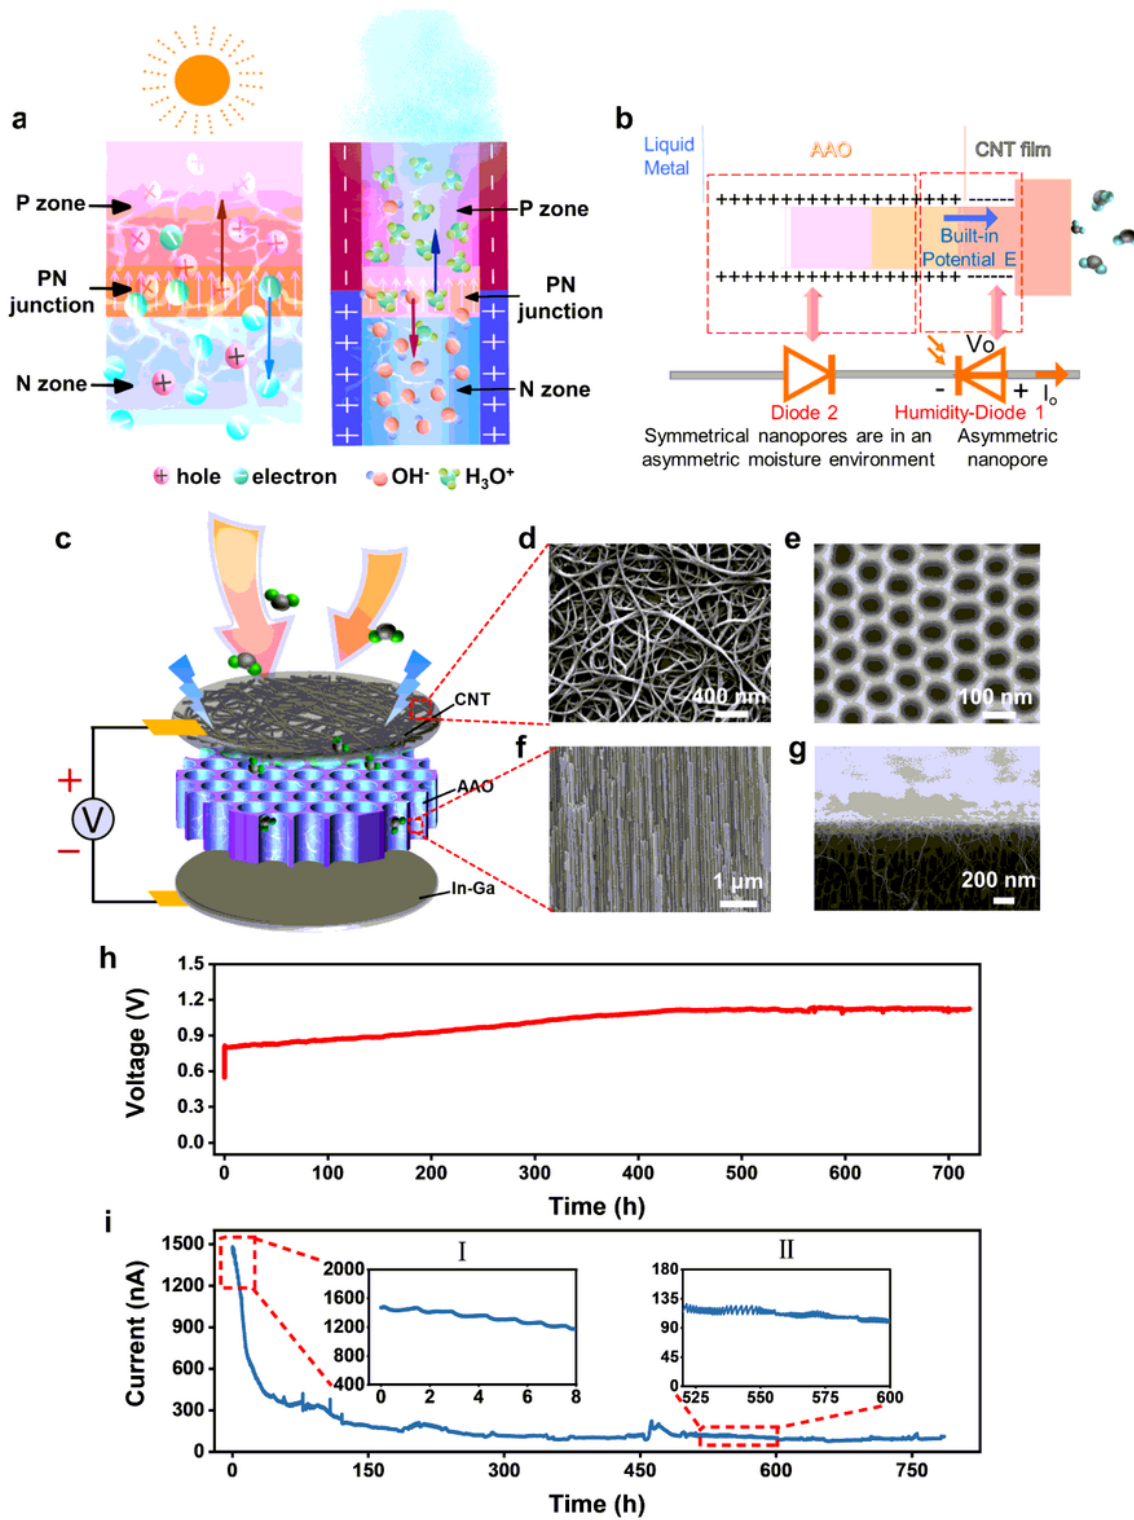 a
P zone
PN
junction
N zone
P zone
PN
junction
N zone
hole
electron
OH-
H3O+
b
Liquid
Metal
AAO
CNT film
+++++++++++++++++++
Built-in
Potential E
Vo
-
+
Io
Diode 2
Humidity-Diode 1
Symmetrical nanopores are in an
asymmetric moisture environment
Asymmetric
nanopore
c
CNT
AAO
In-Ga
+
V
−
d
400 nm
e
100 nm
f
1 μm
g
200 nm
h
Voltage (V)
1.5
1.2
0.9
0.6
0.3
0.0
0 100 200 300 400 500 600 700
Time (h)
i
Current (nA)
1500
1200
900
600
300
0
0 150 300 450 600 750
Time (h)
I
2000
1600
1200
800
400
0 2 4 6 8
II
180
135
90
45
0
525 550 575 600